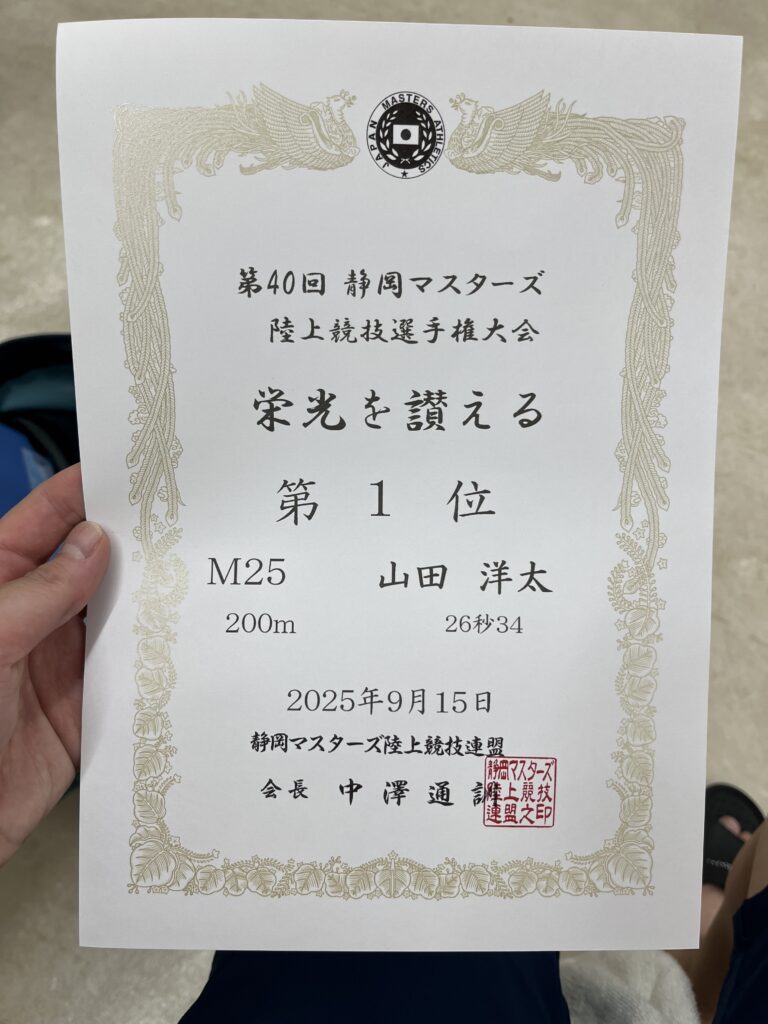 JAPAN MASTERS ATHLETICS
第40回 静岡マスターズ
陸上競技選手権大会
栄光を讃える
第 1 位
M25 山田 洋太
200m 26秒34
2025年9月15日
静岡マスターズ陸上競技連盟
会長 中澤通
静岡マスターズ
陸上競技
連盟之印